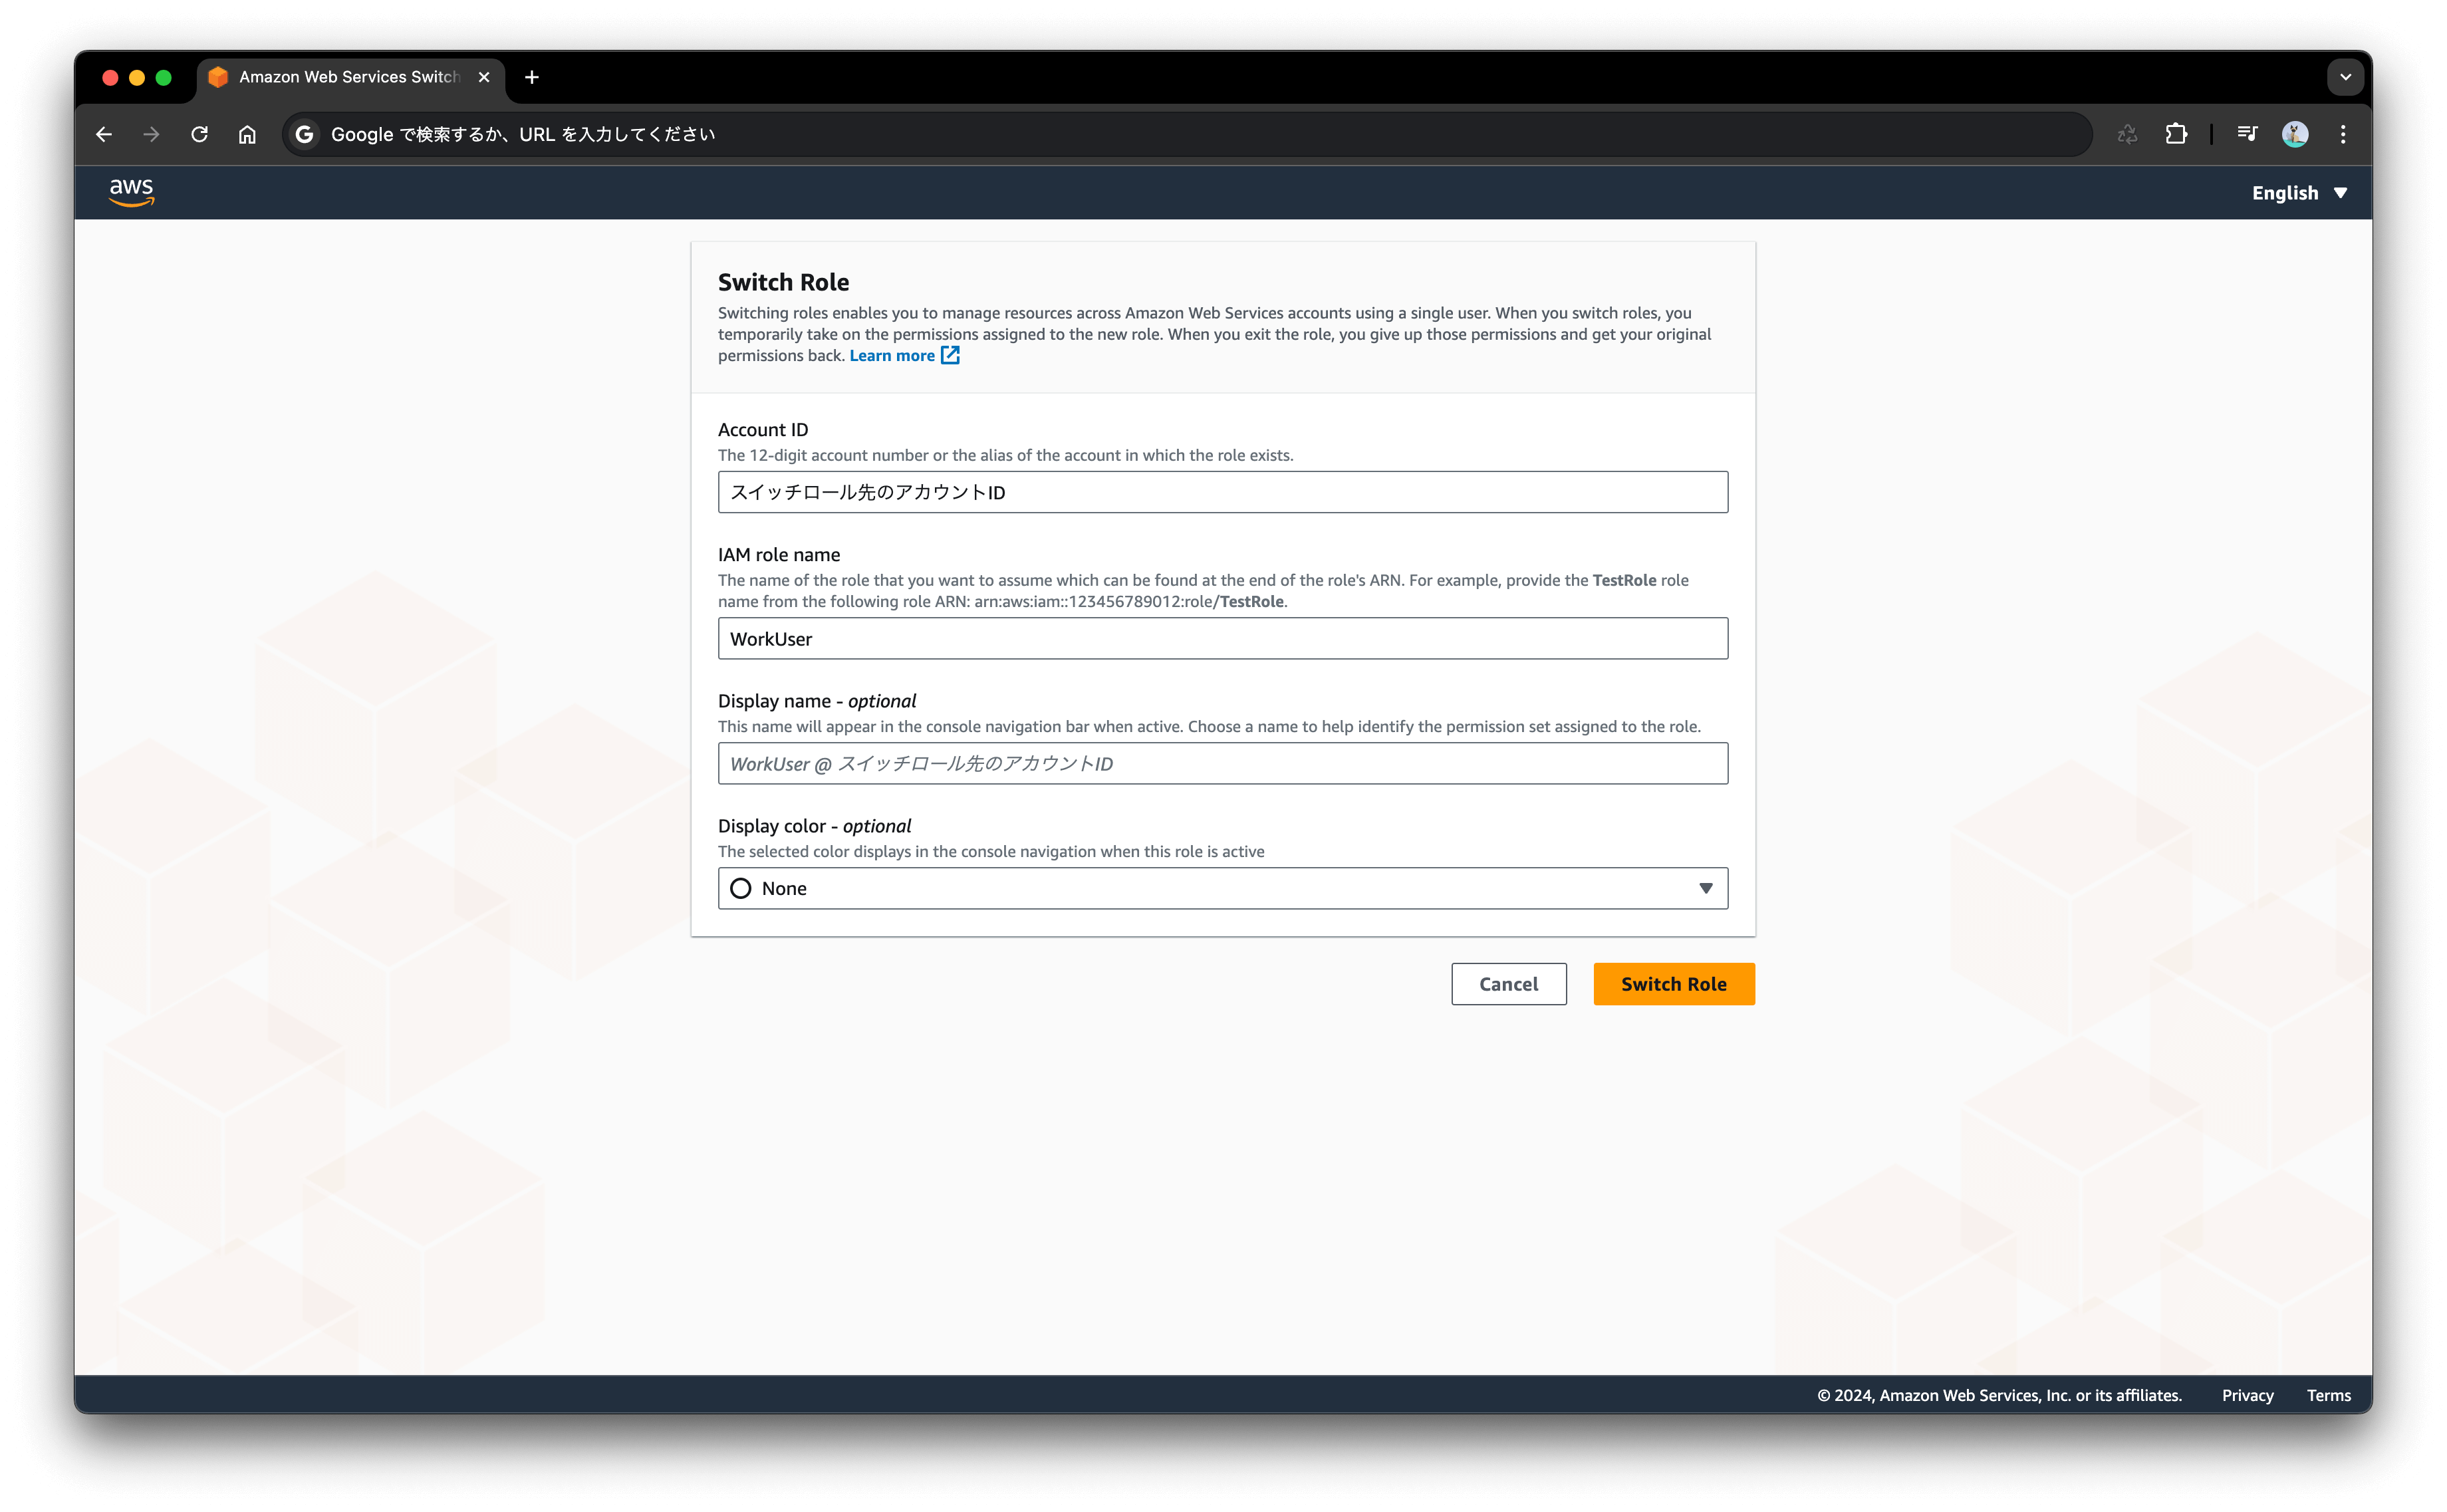 Amazon Web Services Switch
Google で検索するか、URL を入力してください
aws
English
Switch Role
Switching roles enables you to manage resources across Amazon Web Services accounts using a single user. When you switch roles, you
temporarily take on the permissions assigned to the new role. When you exit the role, you give up those permissions and get your original
permissions back. Learn more
Account ID
The 12-digit account number or the alias of the account in which the role exists.
スイッチロール先のアカウントID
IAM role name
The name of the role that you want to assume which can be found at the end of the role's ARN. For example, provide the TestRole role
name from the following role ARN: arn:aws:iam::123456789012:role/TestRole.
WorkUser
Display name - optional
This name will appear in the console navigation bar when active. Choose a name to help identify the permission set assigned to the role.
WorkUser @ スイッチロール先のアカウントID
Display color - optional
The selected color displays in the console navigation when this role is active
None
Cancel
Switch Role
© 2024, Amazon Web Services, Inc. or its affiliates.
Privacy
Terms